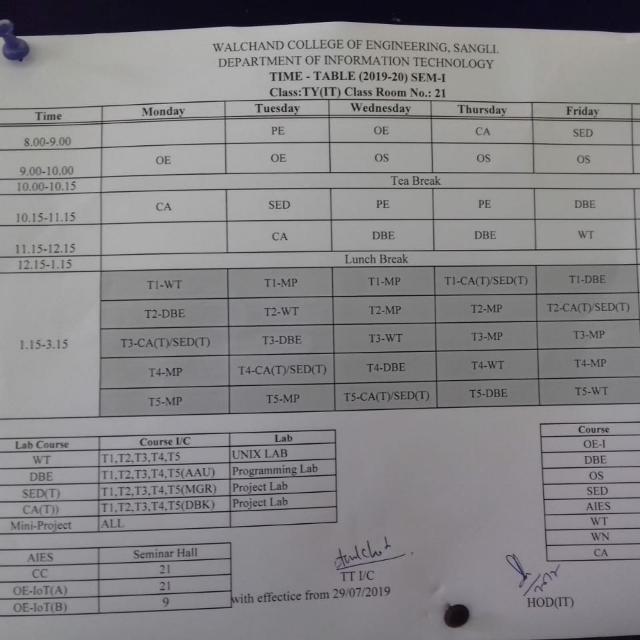 WALCHAND COLLEGE OF ENGINEERING, SANGLI.
DEPARTMENT OF INFORMATION TECHNOLOGY
TIME - TABLE (2019-20) SEM-I
Class:TY(IT) Class Room No.: 21
Time Monday Tuesday Wednesday Thursday Friday
8.00-9.00 PE OE CA SED
9.00-10.00 OE OE OS OS OS
10.00-10.15 Tea Break
10.15-11.15 CA SED PE PE DBE
11.15-12.15 CA DBE DBE WT
12.15-1.15 Lunch Break
1.15-3.15
T1-WT T1-MP T1-MP T1-CA(T)/SED(T) T1-DBE
T2-DBE T2-WT T2-MP T2-MP T2-CA(T)/SED(T)
T3-CA(T)/SED(T) T3-DBE T3-WT T3-MP T3-MP
T4-MP T4-CA(T)/SED(T) T4-DBE T4-WT T4-MP
T5-MP T5-MP T5-CA(T)/SED(T) T5-DBE T5-WT
Lab Course Course I/C Lab
WT T1,T2,T3,T4,T5 UNIX LAB
DBE T1,T2,T3,T4,T5(AAU) Programming Lab
SED(T) T1,T2,T3,T4,T5(MGR) Project Lab
CA(T)) T1,T2,T3,T4,T5(DBK) Project Lab
Mini-Project ALL
Course
OE-I
DBE
OS
SED
AIES
WT
WN
CA
AIES Seminar Hall
CC 21
OE-IoT(A) 21
OE-IoT(B) 9
TT I/C
with effectice from 29/07/2019
HOD(IT)